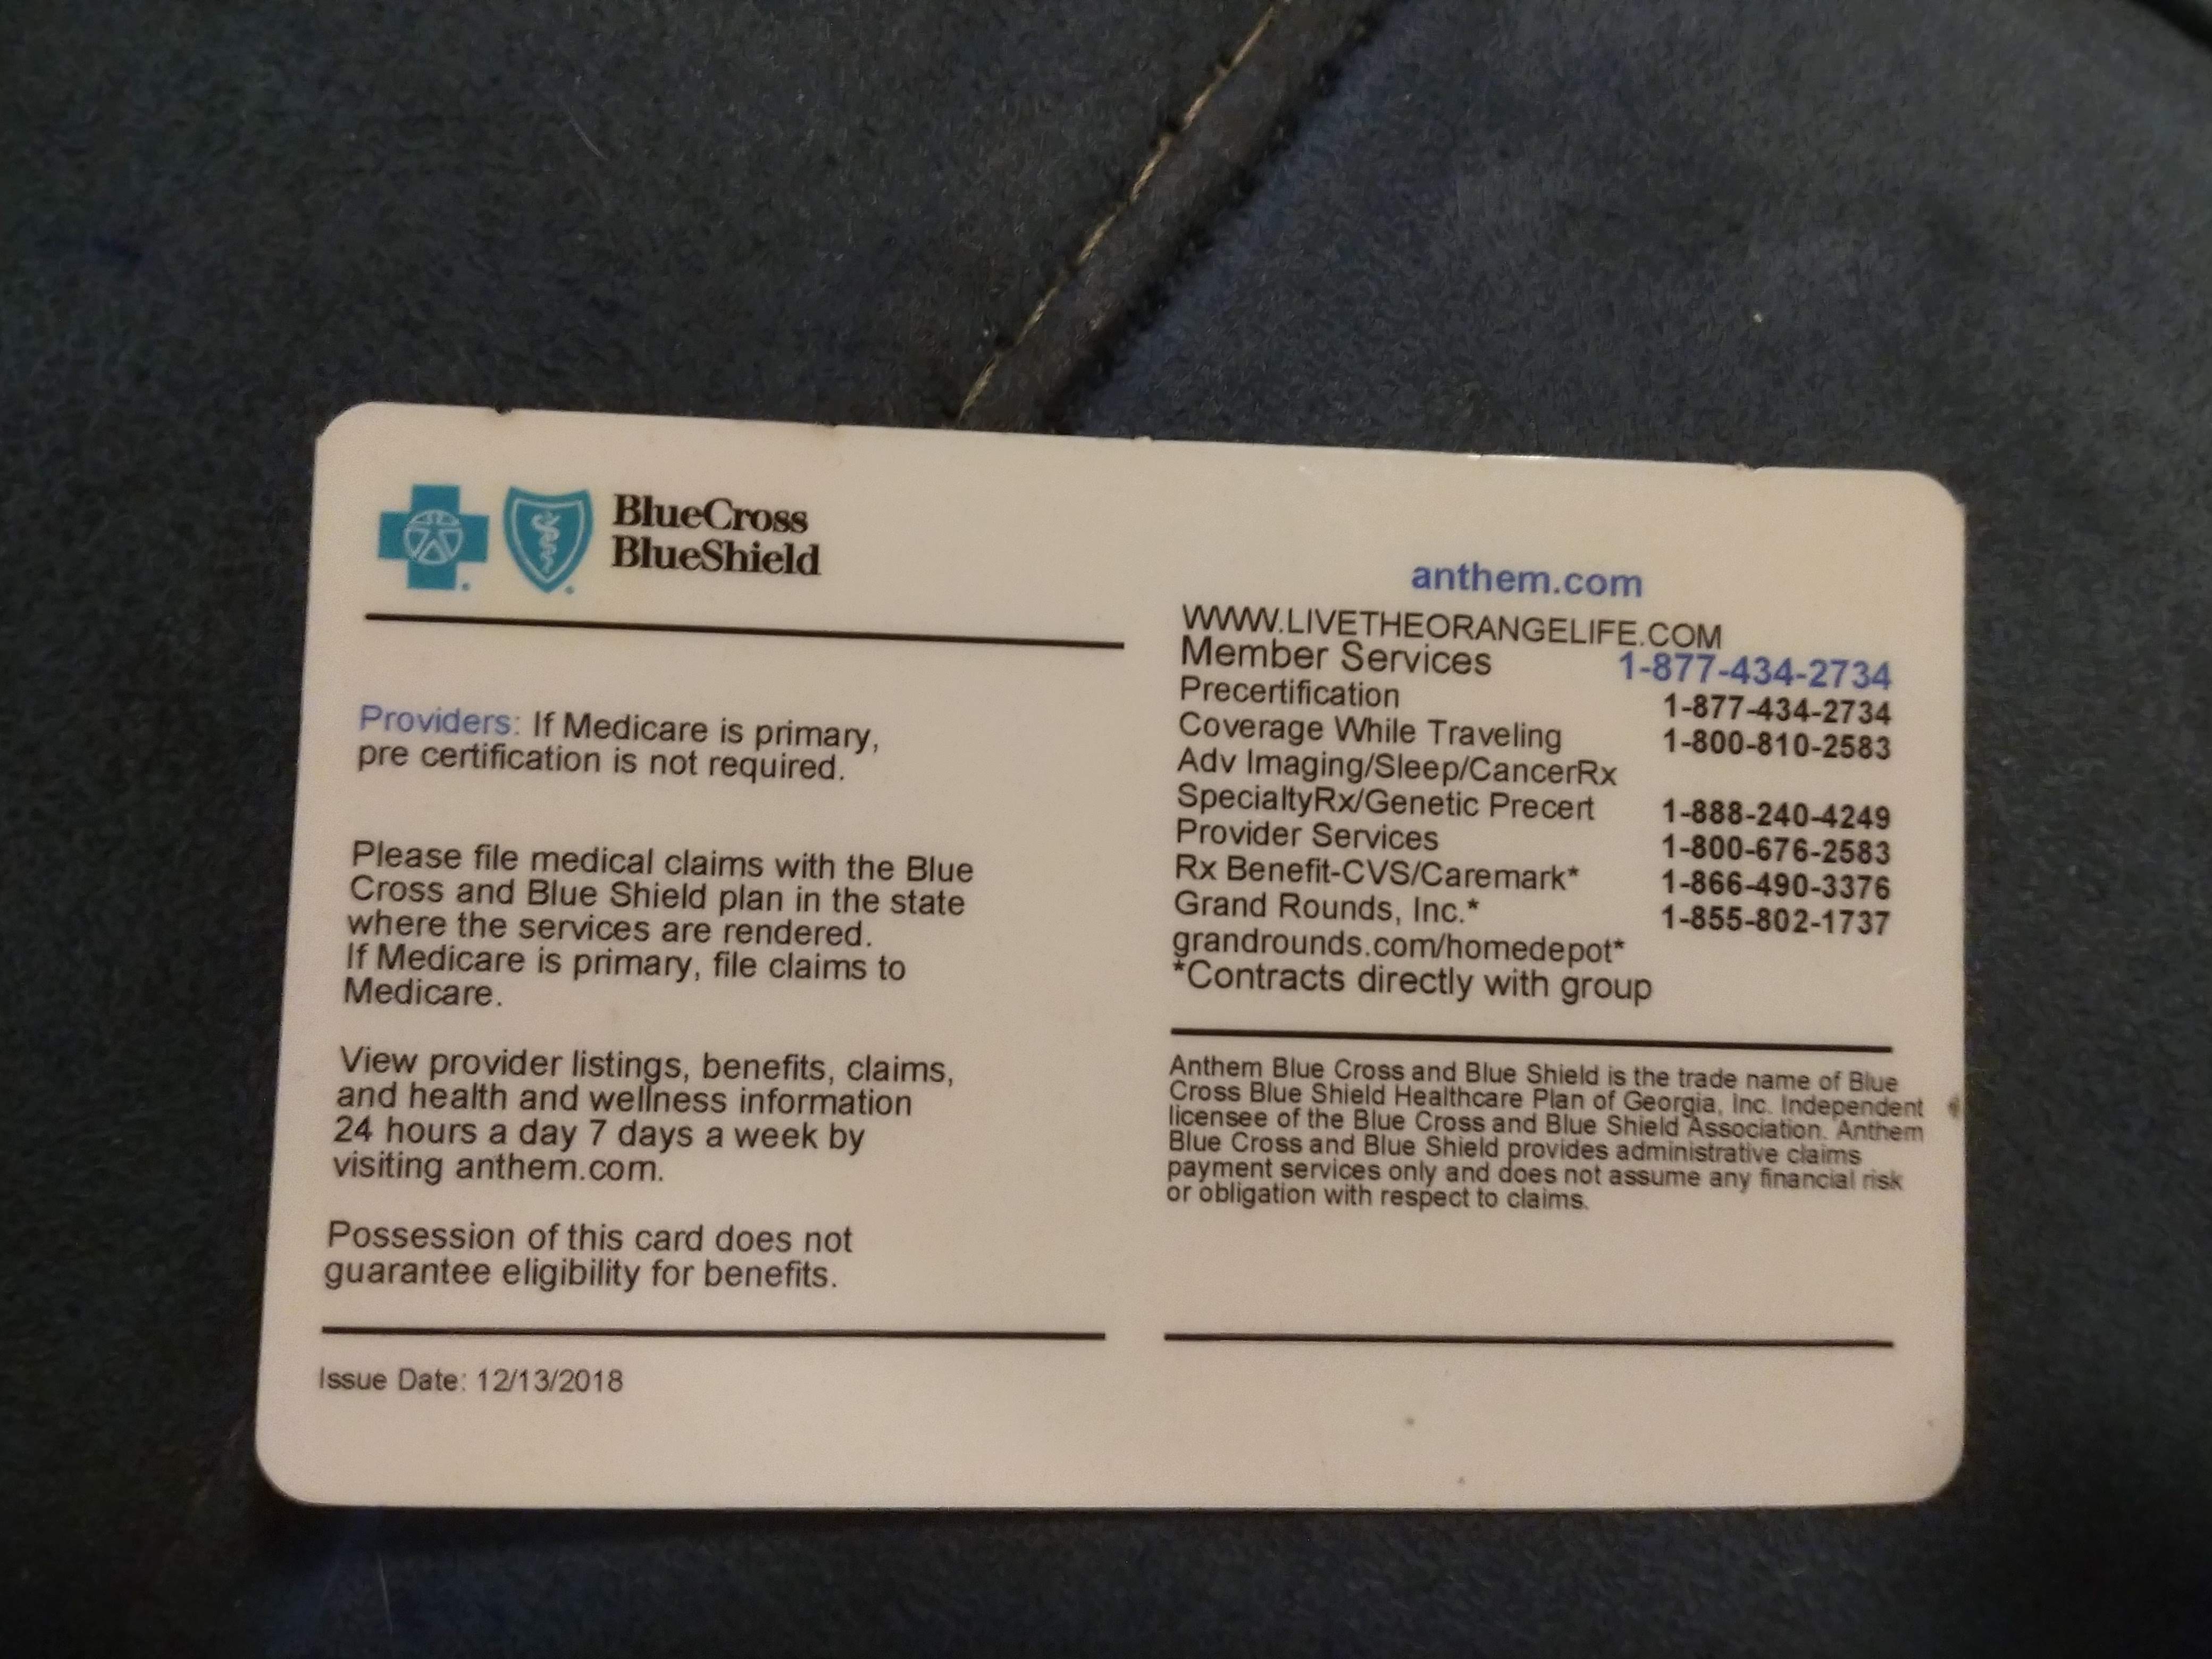 BlueCross
BlueShield
Providers: If Medicare is primary,
pre certification is not required.
Please file medical claims with the Blue
Cross and Blue Shield plan in the state
where the services are rendered.
If Medicare is primary, file claims to
Medicare.
View provider listings, benefits, claims,
and health and wellness information
24 hours a day 7 days a week by
visiting anthem.com.
Possession of this card does not
guarantee eligibility for benefits.
Issue Date: 12/13/2018
anthem.com
WWW.LIVETHEORANGELIFE.COM
Member Services 1-877-434-2734
Precertification 1-877-434-2734
Coverage While Traveling 1-800-810-2583
Adv Imaging/Sleep/CancerRx
SpecialtyRx/Genetic Precert 1-888-240-4249
Provider Services 1-800-676-2583
Rx Benefit-CVS/Caremark* 1-866-490-3376
Grand Rounds, Inc.* 1-855-802-1737
grandrounds.com/homedepot*
*Contracts directly with group
Anthem Blue Cross and Blue Shield is the trade name of Blue
Cross Blue Shield Healthcare Plan of Georgia, Inc. Independent
licensee of the Blue Cross and Blue Shield Association. Anthem
Blue Cross and Blue Shield provides administrative claims
payment services only and does not assume any financial risk
or obligation with respect to claims.